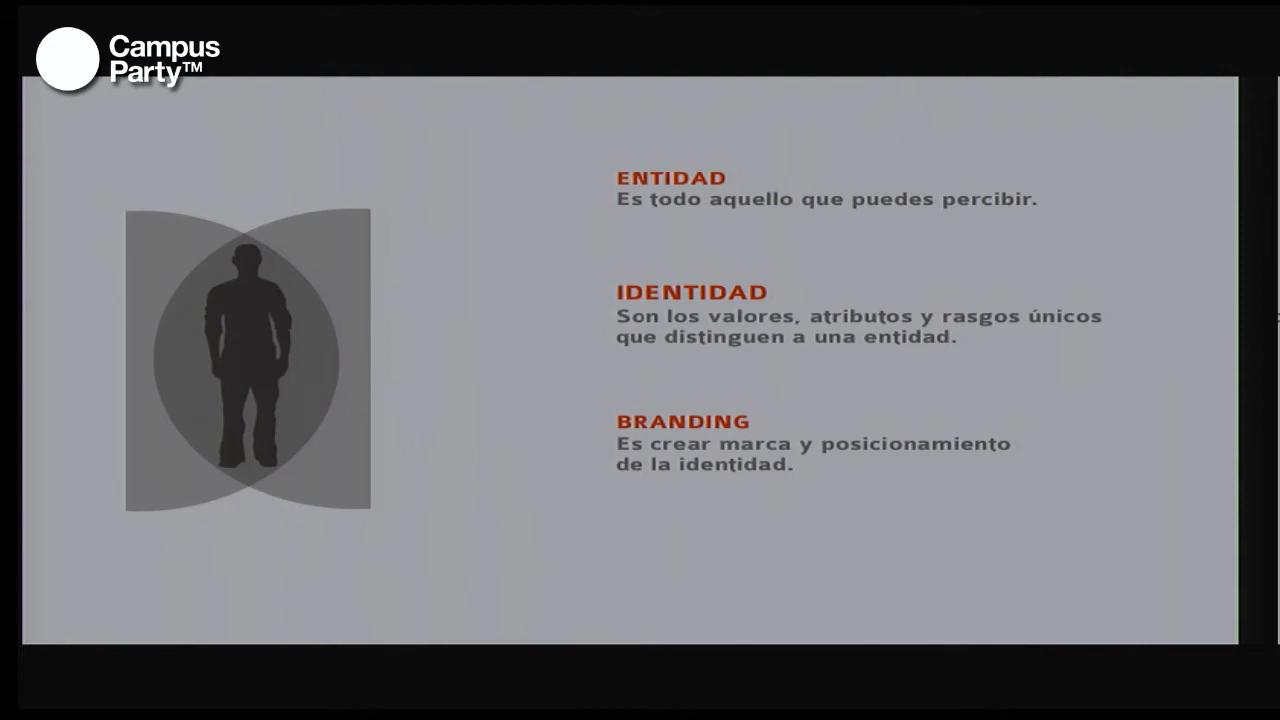 Campus
Party™
ENTIDAD
Es todo aquello que puedes percibir.
IDENTIDAD
Son los valores, atributos y rasgos únicos
que distinguen a una entidad.
BRANDING
Es crear marca y posicionamiento
de la identidad.